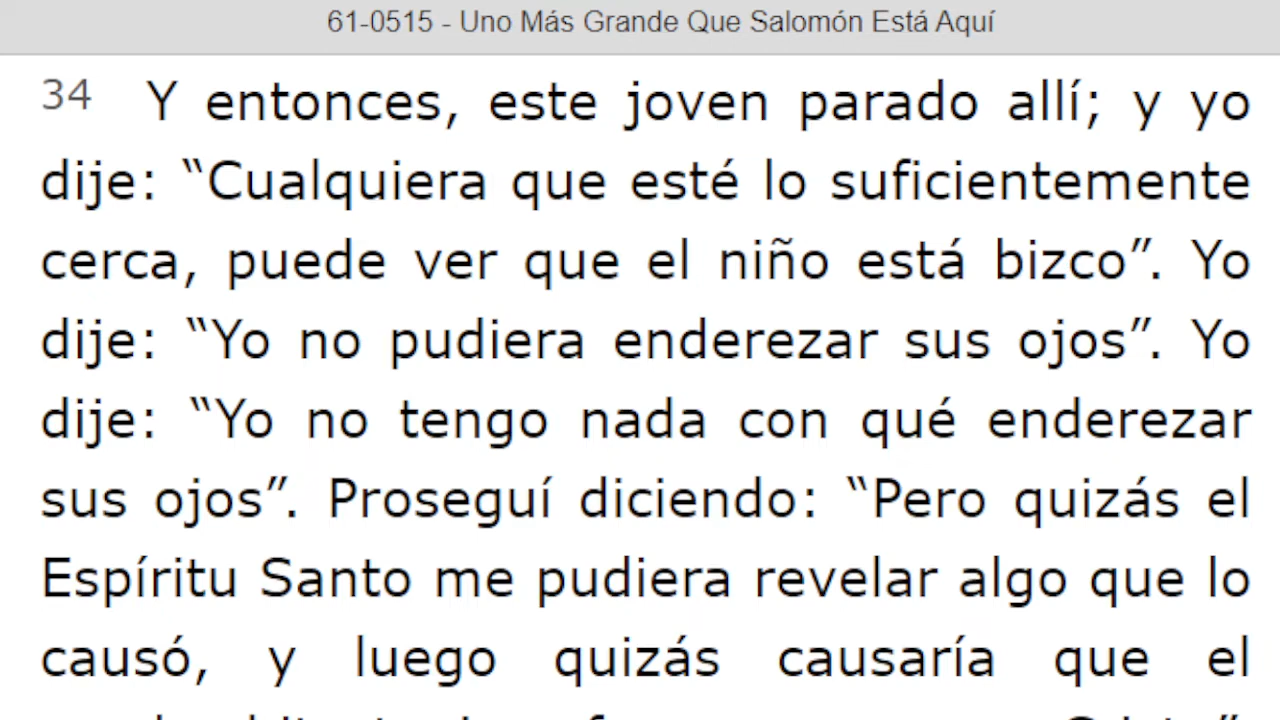 61-0515 - Uno Más Grande Que Salomón Está Aquí
34 Y entonces, este joven parado allí; y yo
dije: “Cualquiera que esté lo suficientemente
cerca, puede ver que el niño está bizco”. Yo
dije: “Yo no pudiera enderezar sus ojos”. Yo
dije: “Yo no tengo nada con qué enderezar
sus ojos”. Proseguí diciendo: “Pero quizás el
Espíritu Santo me pudiera revelar algo que lo
causó, y luego quizás causaría que el